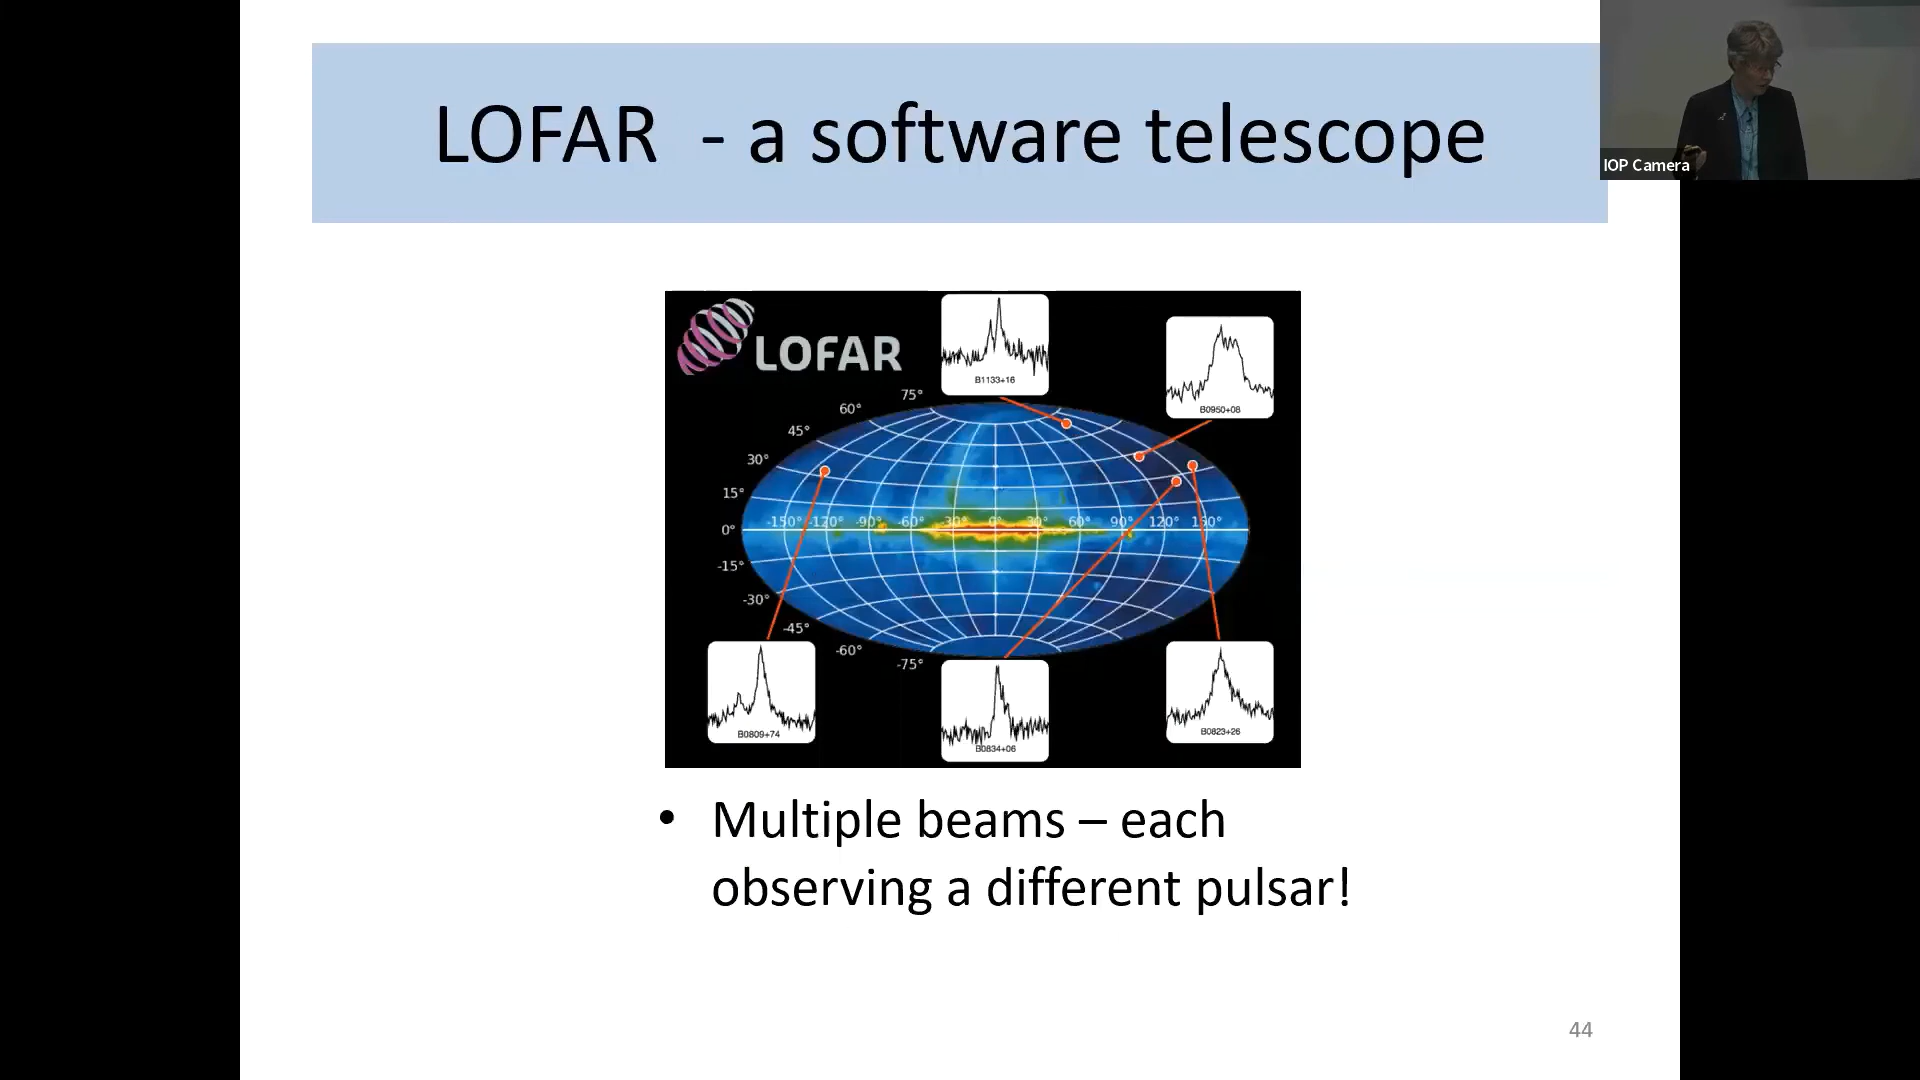 LOFAR - a software telescope
IOP Camera
LOFAR
B1133+16
B0950+08
75°
60°
45°
30°
15°
0°
-15°
-30°
-45°
-60°
-75°
-150° -120° -90° -60° -30° 0° 30° 60° 90° 120° 150°
B0809+74
B0834+06
B0823+26
• Multiple beams – each
observing a different pulsar!
44